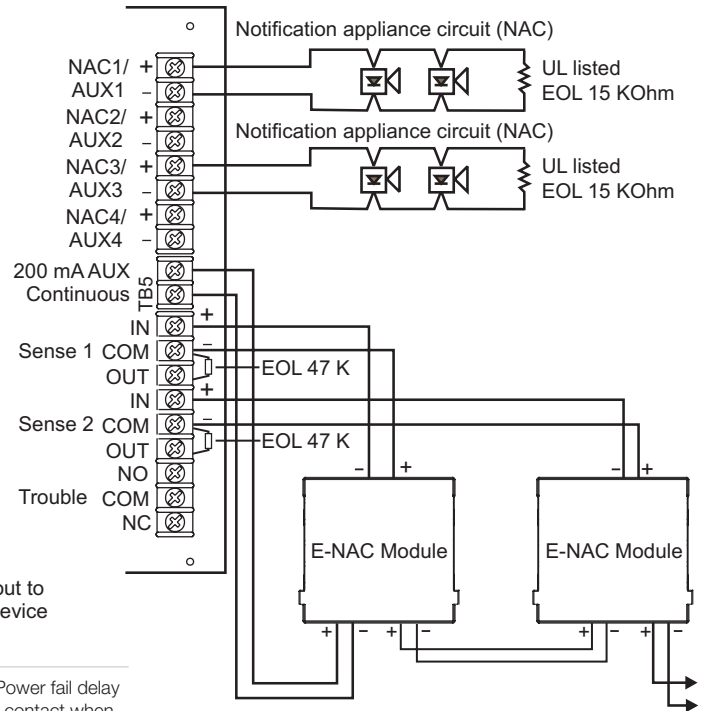 Notification appliance circuit (NAC)
NAC1/ +
AUX1 –
UL listed
EOL 15 KOhm
NAC2/ +
AUX2 –
Notification appliance circuit (NAC)
NAC3/ +
AUX3 –
UL listed
EOL 15 KOhm
NAC4/ +
AUX4 –
200 mA AUX
Continuous
TB5
IN +
Sense 1 COM –
OUT
EOL 47 K
IN +
Sense 2 COM –
OUT
EOL 47 K
NO
Trouble COM
NC
– +
– +
E-NAC Module
E-NAC Module
out to
evice
+ – + –
+ – + –
Power fail delay
contact when